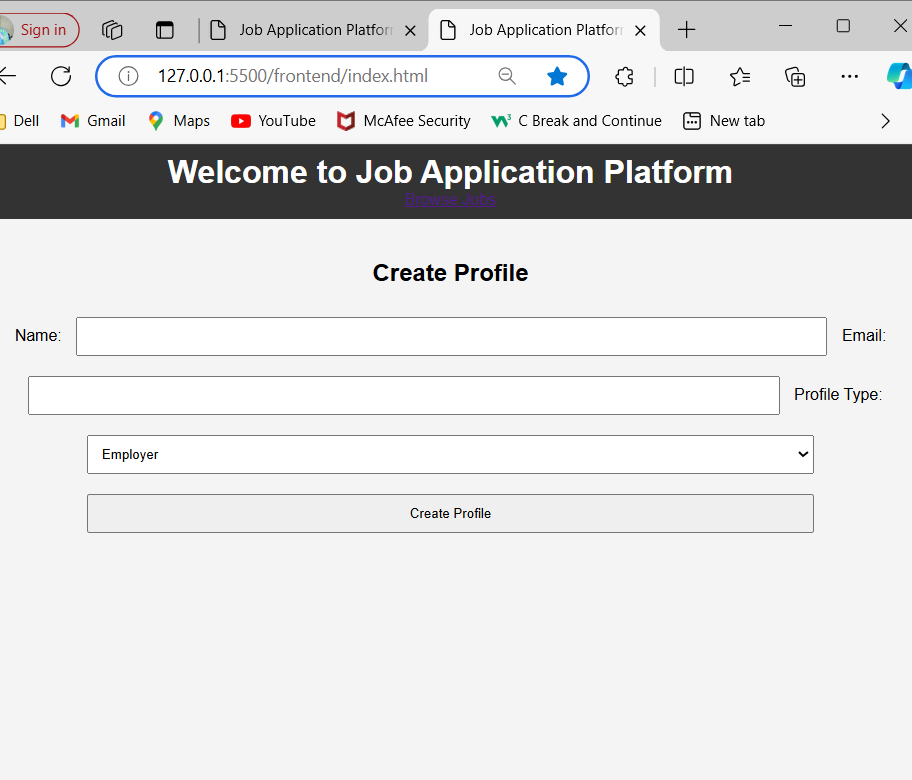 Sign in
Job Application Platfor
Job Application Platfor
127.0.0.1:5500/frontend/index.html
Dell Gmail Maps YouTube McAfee Security C Break and Continue New tab
Welcome to Job Application Platform
Browse Jobs
Create Profile
Name: Email:
Profile Type:
Employer
Create Profile